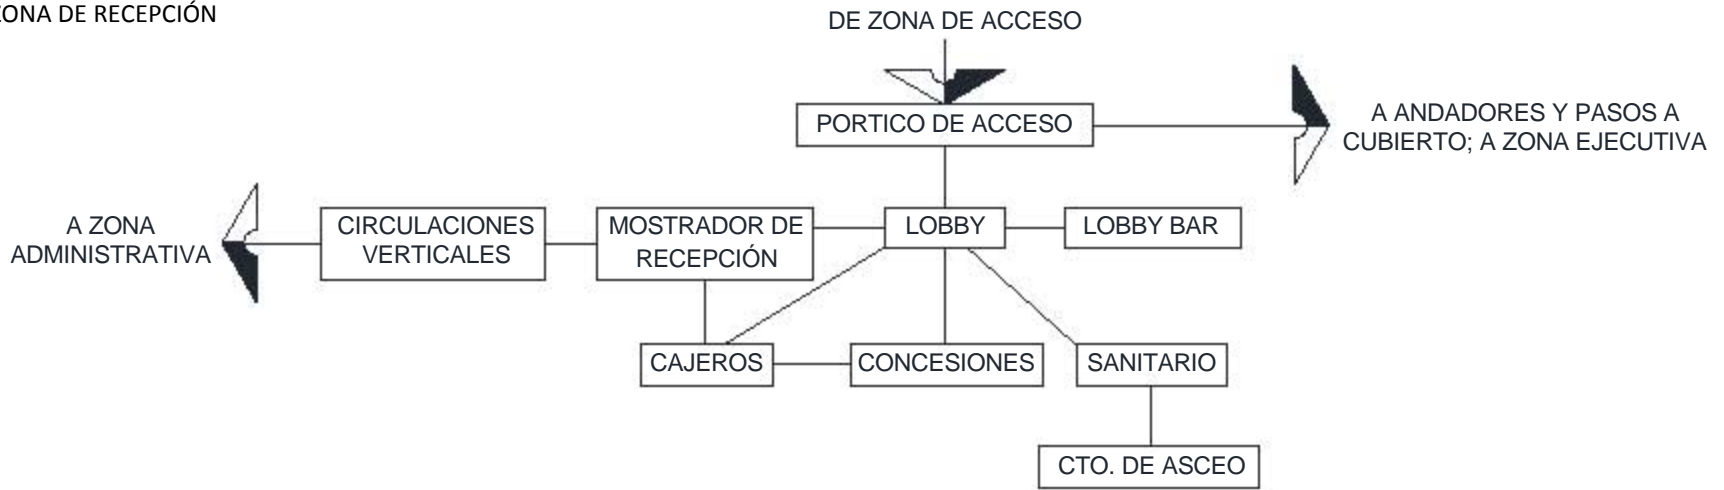 ZONA DE RECEPCIÓN
DE ZONA DE ACCESO
PORTICO DE ACCESO
A ANDADORES Y PASOS A
CUBIERTO; A ZONA EJECUTIVA
A ZONA
ADMINISTRATIVA
CIRCULACIONES
VERTICALES
MOSTRADOR DE
RECEPCIÓN
LOBBY
LOBBY BAR
CAJEROS
CONCESIONES
SANITARIO
CTO. DE ASCEO